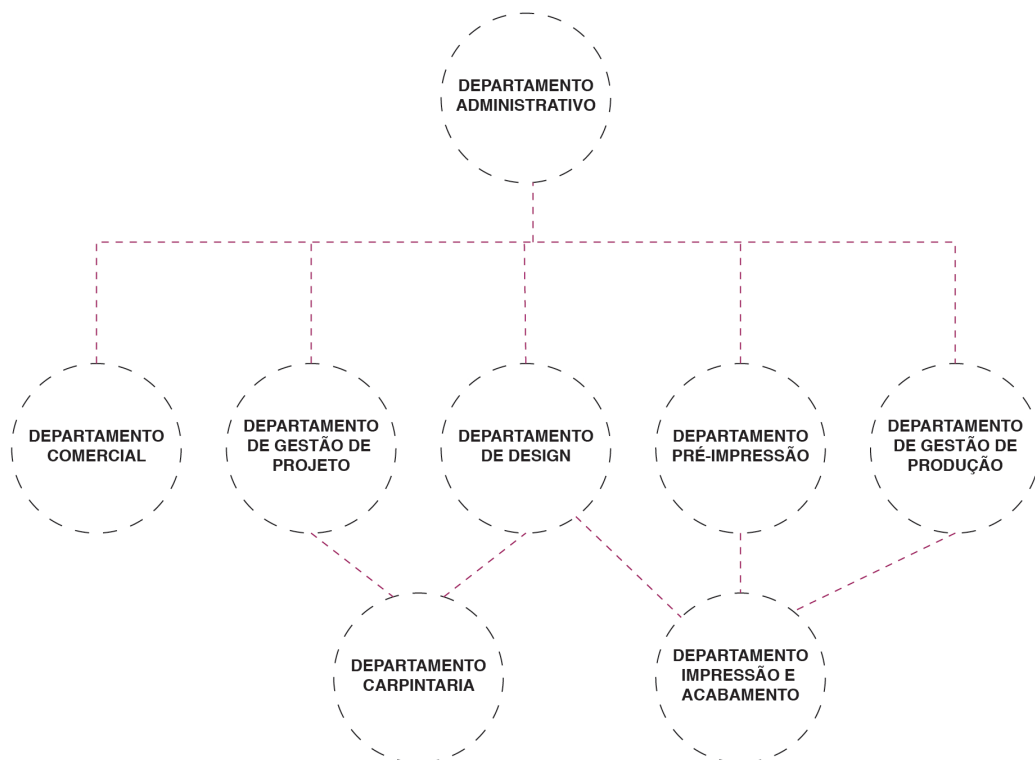 DEPARTAMENTO
ADMINISTRATIVO
DEPARTAMENTO
COMERCIAL
DEPARTAMENTO
DE GESTÃO DE
PROJETO
DEPARTAMENTO
DE DESIGN
DEPARTAMENTO
PRÉ-IMPRESSÃO
DEPARTAMENTO
DE GESTÃO DE
PRODUÇÃO
DEPARTAMENTO
CARPINTARIA
DEPARTAMENTO
IMPRESSÃO E
ACABAMENTO